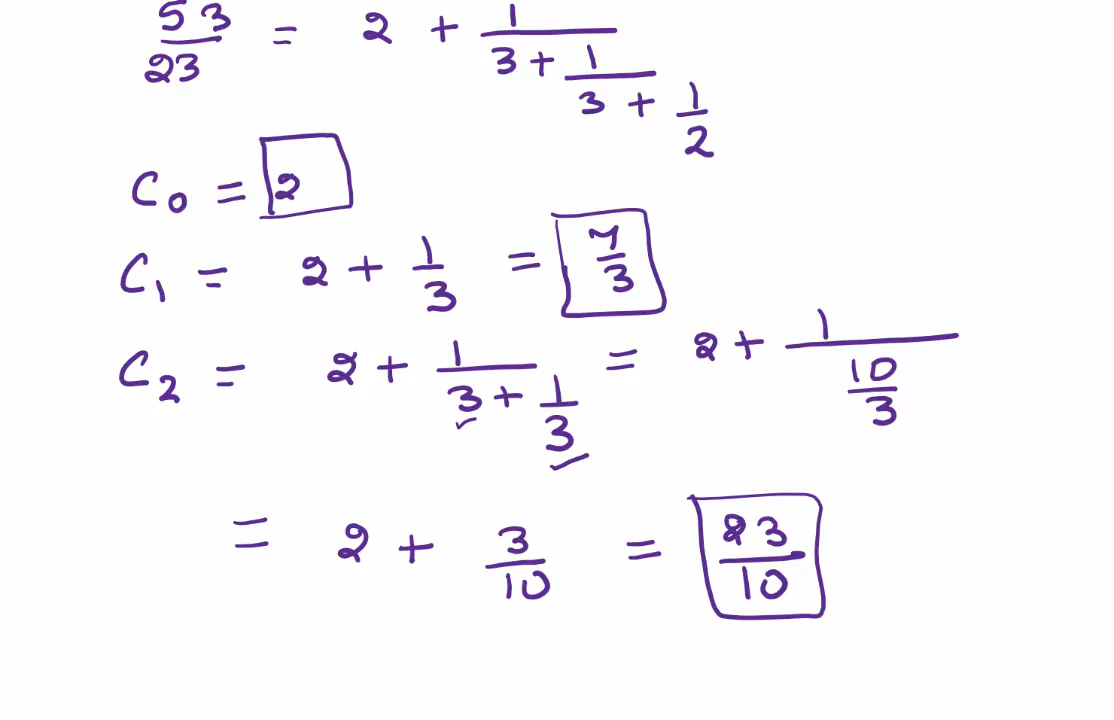 53/23 = 2 + 1/(3 + 1/(3 + 1/2))
C₀ = 2
C₁ = 2 + 1/3 = 7/3
C₂ = 2 + 1/(3 + 1/3) = 2 + 1/(10/3)
= 2 + 3/10 = 23/10